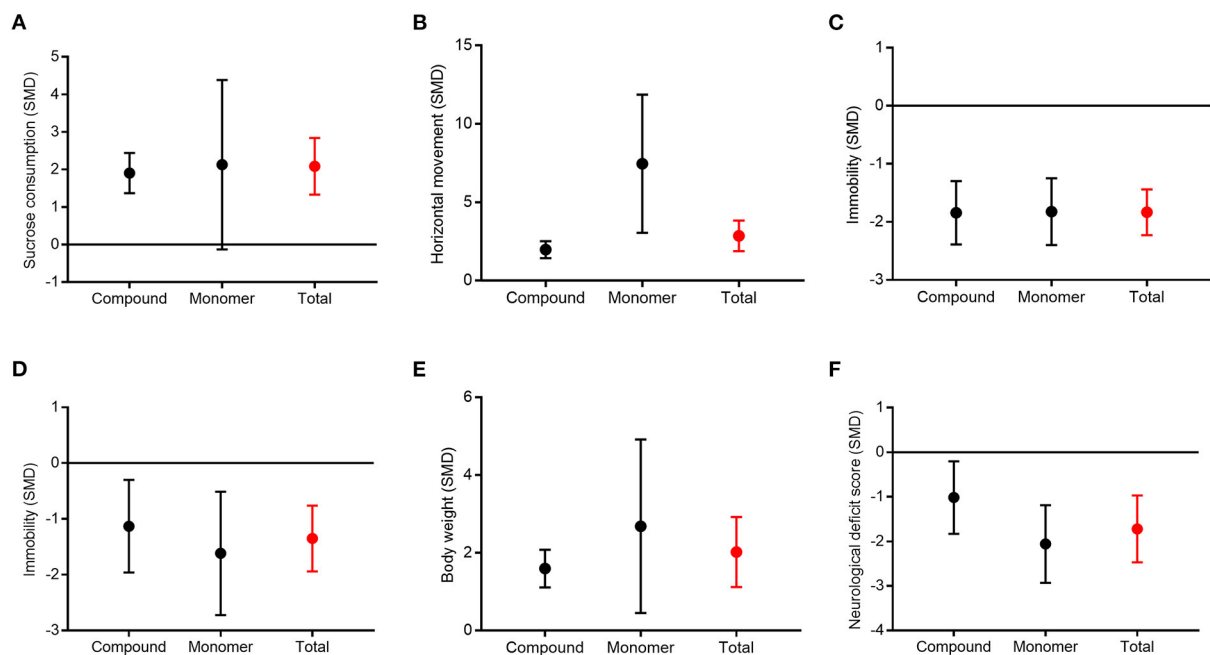 A
Sucrose consumption (SMD)
5
4
3
2
1
0
-1
Compound Monomer Total
B
Horizontal movement (SMD)
15
10
5
0
Compound Monomer Total
C
Immobility (SMD)
1
0
-1
-2
-3
Compound Monomer Total
D
Immobility (SMD)
1
0
-1
-2
-3
Compound Monomer Total
E
Body weight (SMD)
6
4
2
0
Compound Monomer Total
F
Neurological deficit score (SMD)
1
0
-1
-2
-3
-4
Compound Monomer Total